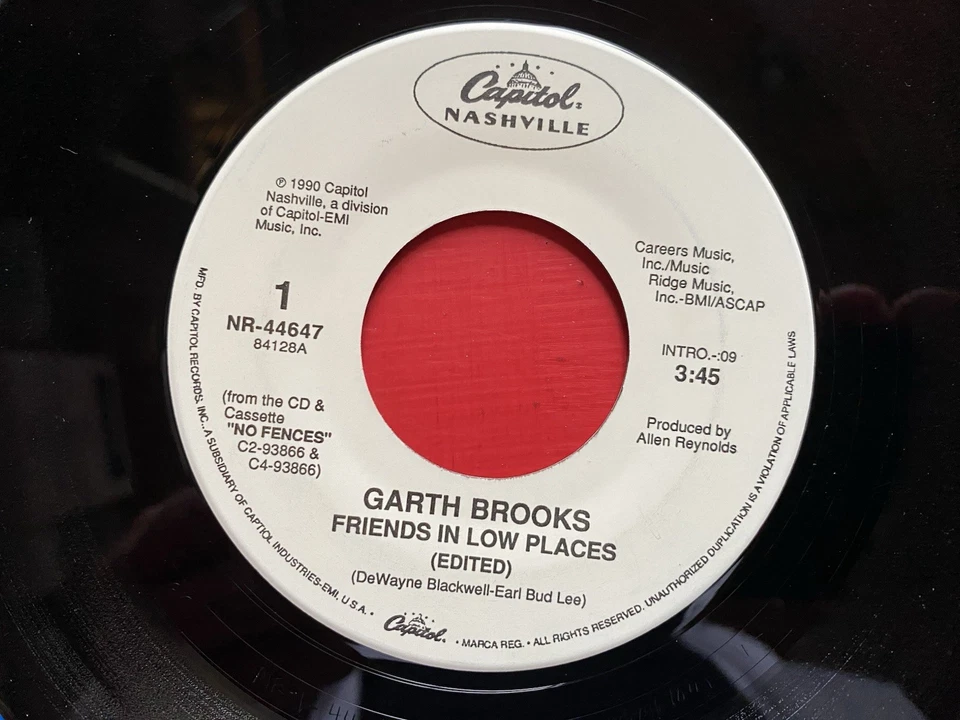 Capitol®
NASHVILLE
℗ 1990 Capitol
Nashville, a division
of Capitol-EMI
Music, Inc.
1
NR-44647
84128A
(from the CD &
Cassette
"NO FENCES"
C2-93866 &
C4-93866)
Careers Music,
Inc./Music
Ridge Music,
Inc.-BMI/ASCAP
INTRO.-:09
3:45
Produced by
Allen Reynolds
GARTH BROOKS
FRIENDS IN LOW PLACES
(EDITED)
(DeWayne Blackwell-Earl Bud Lee)
MFD. BY CAPITOL RECORDS, INC., A SUBSIDIARY OF CAPTIOL INDUSTRIES-EMI, U.S.A. • Capitol® • MARCA REG. • ALL RIGHTS RESERVED. UNAUTHORIZED DUPLICATION IS A VIOLATION OF APPLICABLE LAWS